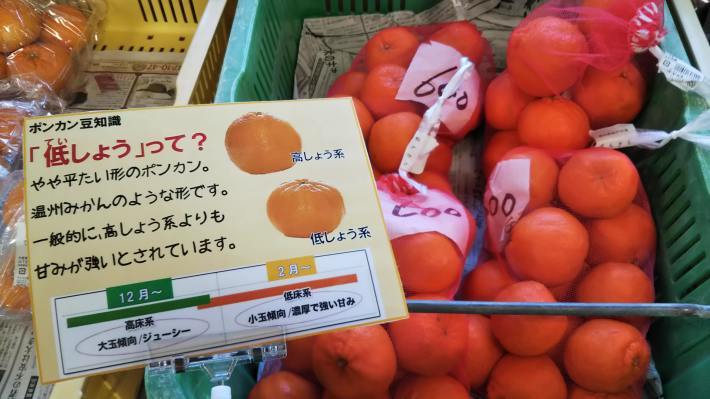 ポンカン豆知識
「低しょう」って？
てい
やや平たい形のポンカン。
温州みかんのような形です。
一般的に、高しょう系よりも
甘みが強いとされています。
高しょう系
低しょう系
12月～
2月～
高床系
大玉傾向/ジューシー
低床系
小玉傾向/濃厚で強い甘み
600
600